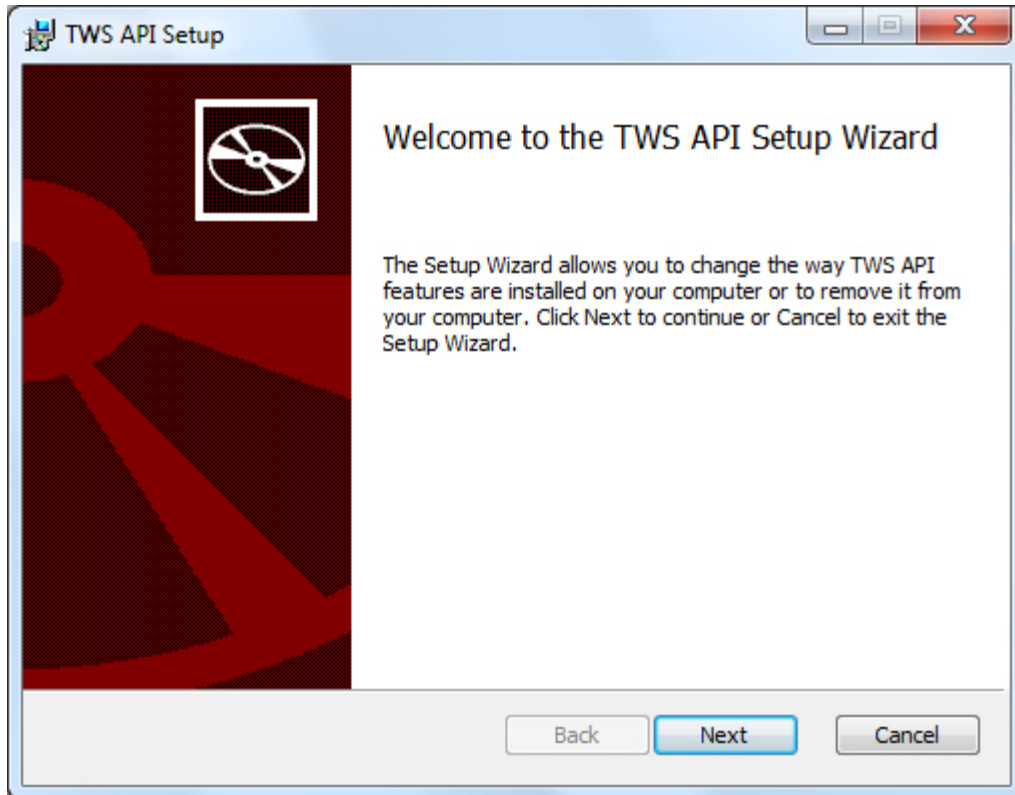 TWS API Setup
Welcome to the TWS API Setup Wizard
The Setup Wizard allows you to change the way TWS API
features are installed on your computer or to remove it from
your computer. Click Next to continue or Cancel to exit the
Setup Wizard.
Back Next Cancel